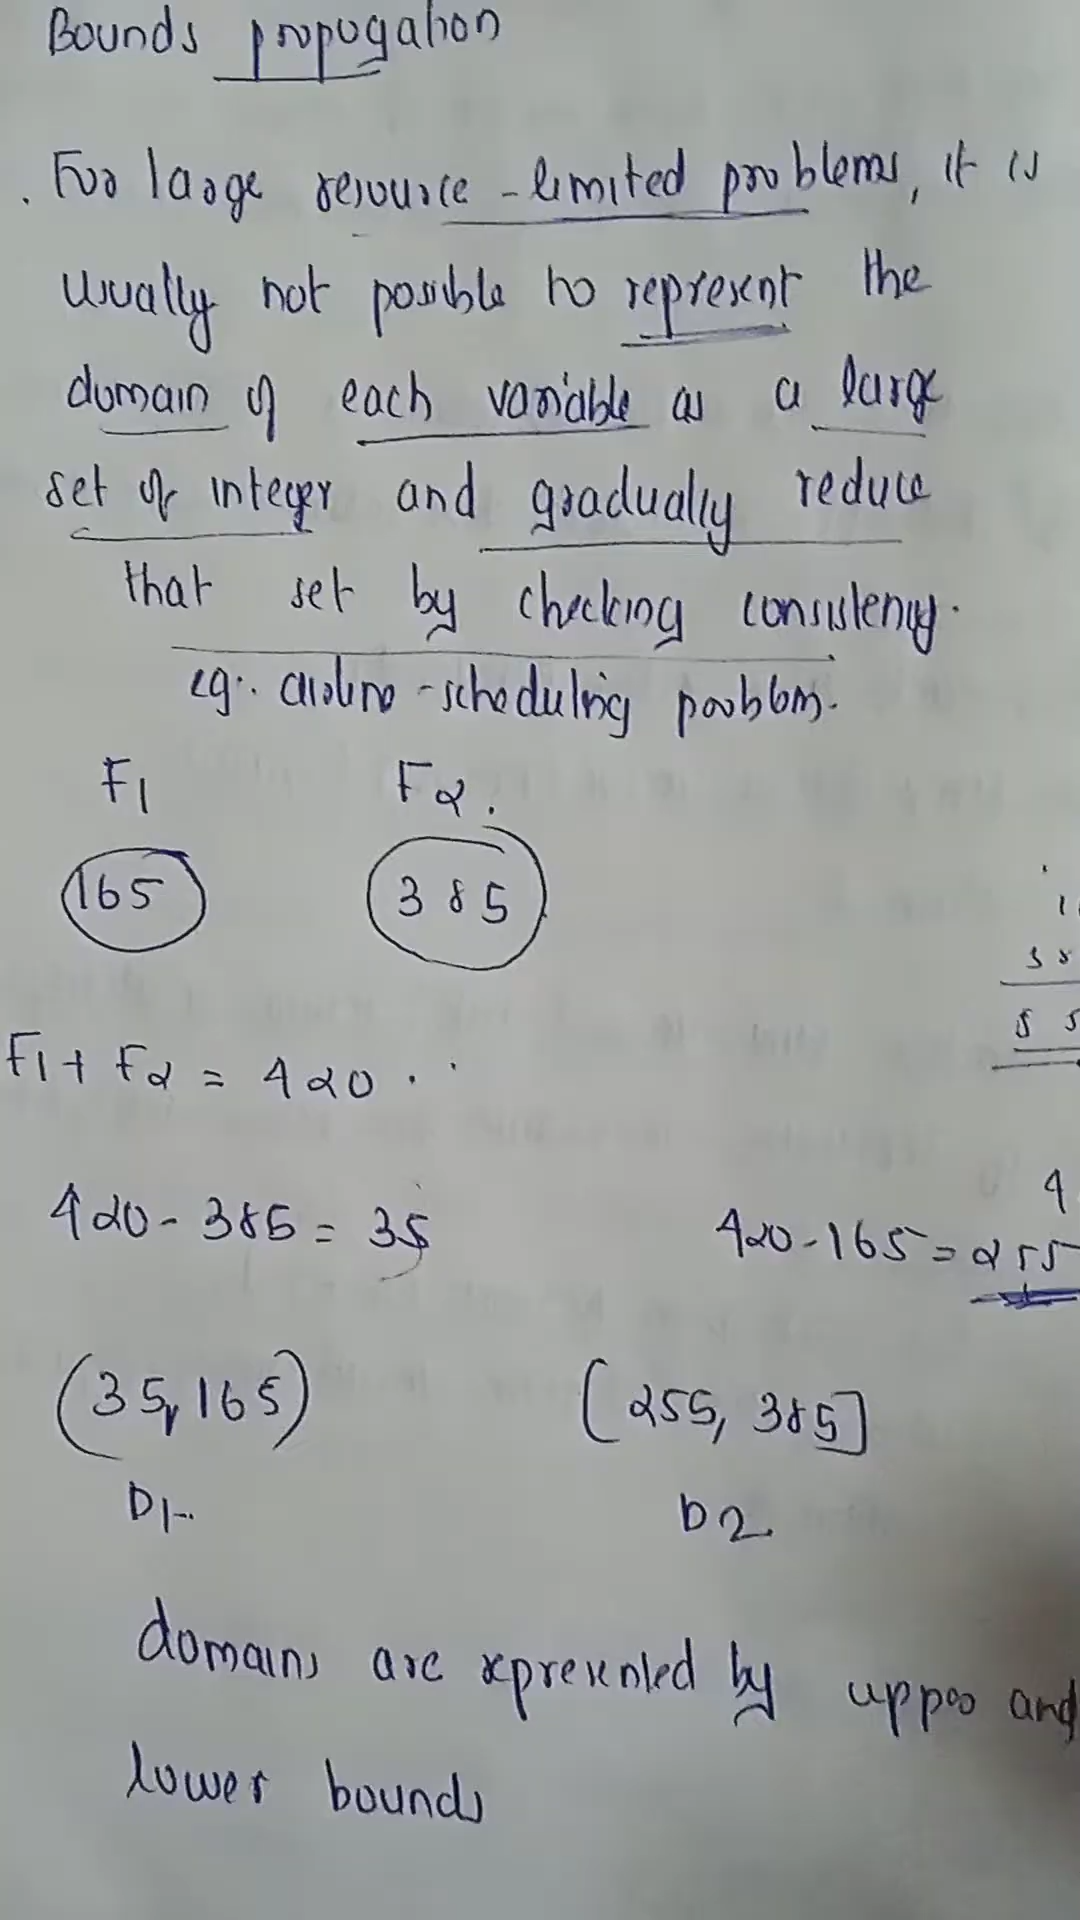 Bounds propogation
. For large resource-limited problems, it is
usually not possible to represent the
domain of each variable as a large
set of integer and gradually reduce
that set by checking consistency.
eg:. airline-scheduling problem.
F1 F2.
165 385
F1 + F2 = 420 ..
420 - 385 = 35
420 - 165 = 255
(35, 165) [255, 385]
D1 D2
domains are represented by upper and
lower bounds